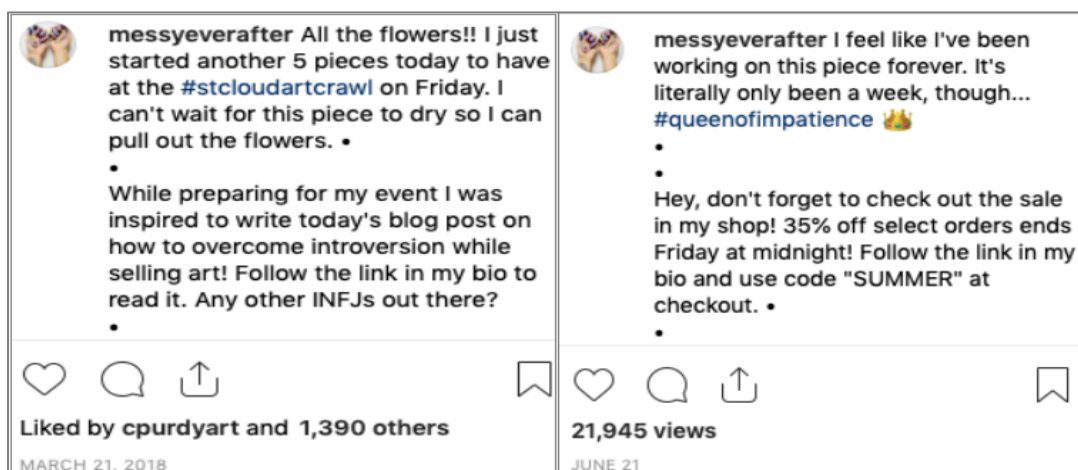 messyeverafter All the flowers!! I just
started another 5 pieces today to have
at the #stcloudartcrawl on Friday. I
can't wait for this piece to dry so I can
pull out the flowers. •
•
While preparing for my event I was
inspired to write today's blog post on
how to overcome introversion while
selling art! Follow the link in my bio to
read it. Any other INFJs out there?
•
Liked by cpurdyart and 1,390 others
MARCH 21, 2018
messyeverafter I feel like I've been
working on this piece forever. It's
literally only been a week, though...
#queenofimpatience 👑
•
•
Hey, don't forget to check out the sale
in my shop! 35% off select orders ends
Friday at midnight! Follow the link in my
bio and use code "SUMMER" at
checkout. •
•
21,945 views
JUNE 21